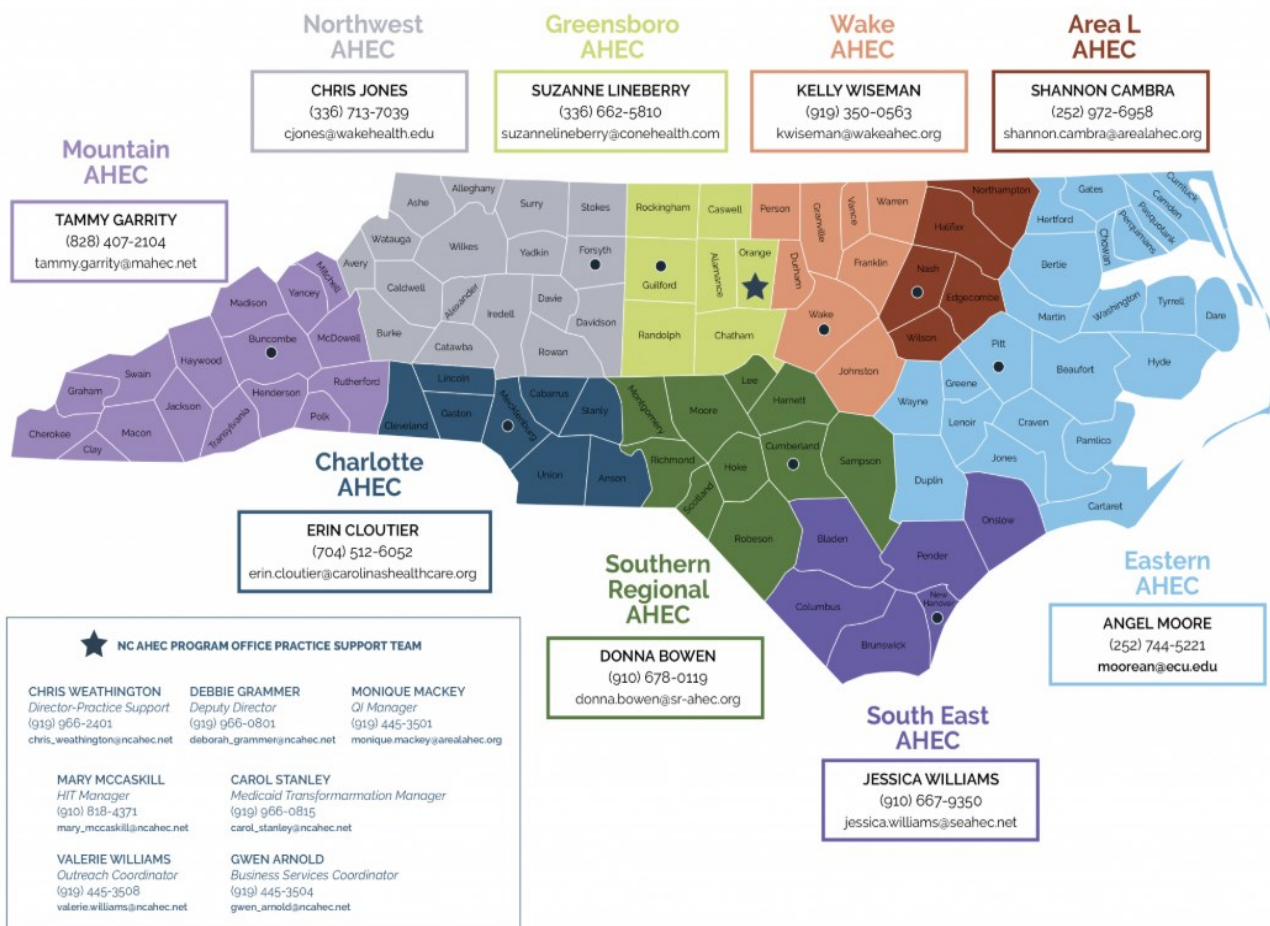 Northwest
AHEC
CHRIS JONES
(336) 713-7039
cjones@wakehealth.edu
Greensboro
AHEC
SUZANNE LINEBERRY
(336) 662-5810
suzannelineberry@conehealth.com
Wake
AHEC
KELLY WISEMAN
(919) 350-0563
kwiseman@wakeahec.org
Area L
AHEC
SHANNON CAMBRA
(252) 972-6958
shannon.cambra@arealahec.org
Mountain
AHEC
TAMMY GARRITY
(828) 407-2104
tammy.garrity@mahec.net
Ashe
Alleghany
Surry
Stokes
Watauga
Wilkes
Yadkin
Forsyth
Avery
Caldwell
Alexander
Iredell
Davie
Davidson
Burke
Catawba
Rowan
Rockingham
Caswell
Guilford
Alamance
Orange
Randolph
Chatham
Person
Granville
Vance
Warren
Durham
Franklin
Wake
Johnston
Northampton
Halifax
Nash
Edgecombe
Wilson
Hertford
Gates
Currituck
Camden
Pasquotank
Perquimans
Chowan
Bertie
Martin
Washington
Tyrrell
Dare
Pitt
Beaufort
Hyde
Greene
Wayne
Lenoir
Craven
Pamlico
Jones
Duplin
Cartaret
Mitchell
Yancey
Madison
Buncombe
McDowell
Haywood
Swain
Graham
Rutherford
Henderson
Jackson
Polk
Transylvania
Macon
Cherokee
Clay
Lincoln
Cleveland
Gaston
Mecklenburg
Cabarrus
Stanly
Union
Anson
Montgomery
Moore
Lee
Harnett
Richmond
Hoke
Cumberland
Sampson
Scotland
Robeson
Bladen
Onslow
Pender
Columbus
New
Hanover
Brunswick
Charlotte
AHEC
ERIN CLOUTIER
(704) 512-6052
erin.cloutier@carolinashealthcare.org
Southern
Regional
AHEC
DONNA BOWEN
(910) 678-0119
donna.bowen@sr-ahec.org
Eastern
AHEC
ANGEL MOORE
(252) 744-5221
moorean@ecu.edu
South East
AHEC
JESSICA WILLIAMS
(910) 667-9350
jessica.williams@seahec.net
NC AHEC PROGRAM OFFICE PRACTICE SUPPORT TEAM
CHRIS WEATHINGTON
Director-Practice Support
(919) 966-2401
chris_weathington@ncahec.net
DEBBIE GRAMMER
Deputy Director
(919) 966-0801
deborah_grammer@ncahec.net
MONIQUE MACKEY
QI Manager
(919) 445-3501
monique.mackey@arealahec.org
MARY MCCASKILL
HIT Manager
(910) 818-4371
mary_mccaskill@ncahec.net
CAROL STANLEY
Medicaid Transformarmation Manager
(919) 966-0815
carol_stanley@ncahec.net
VALERIE WILLIAMS
Outreach Coordinator
(919) 445-3508
valerie.williams@ncahec.net
GWEN ARNOLD
Business Services Coordinator
(919) 445-3504
gwen_arnold@ncahec.net